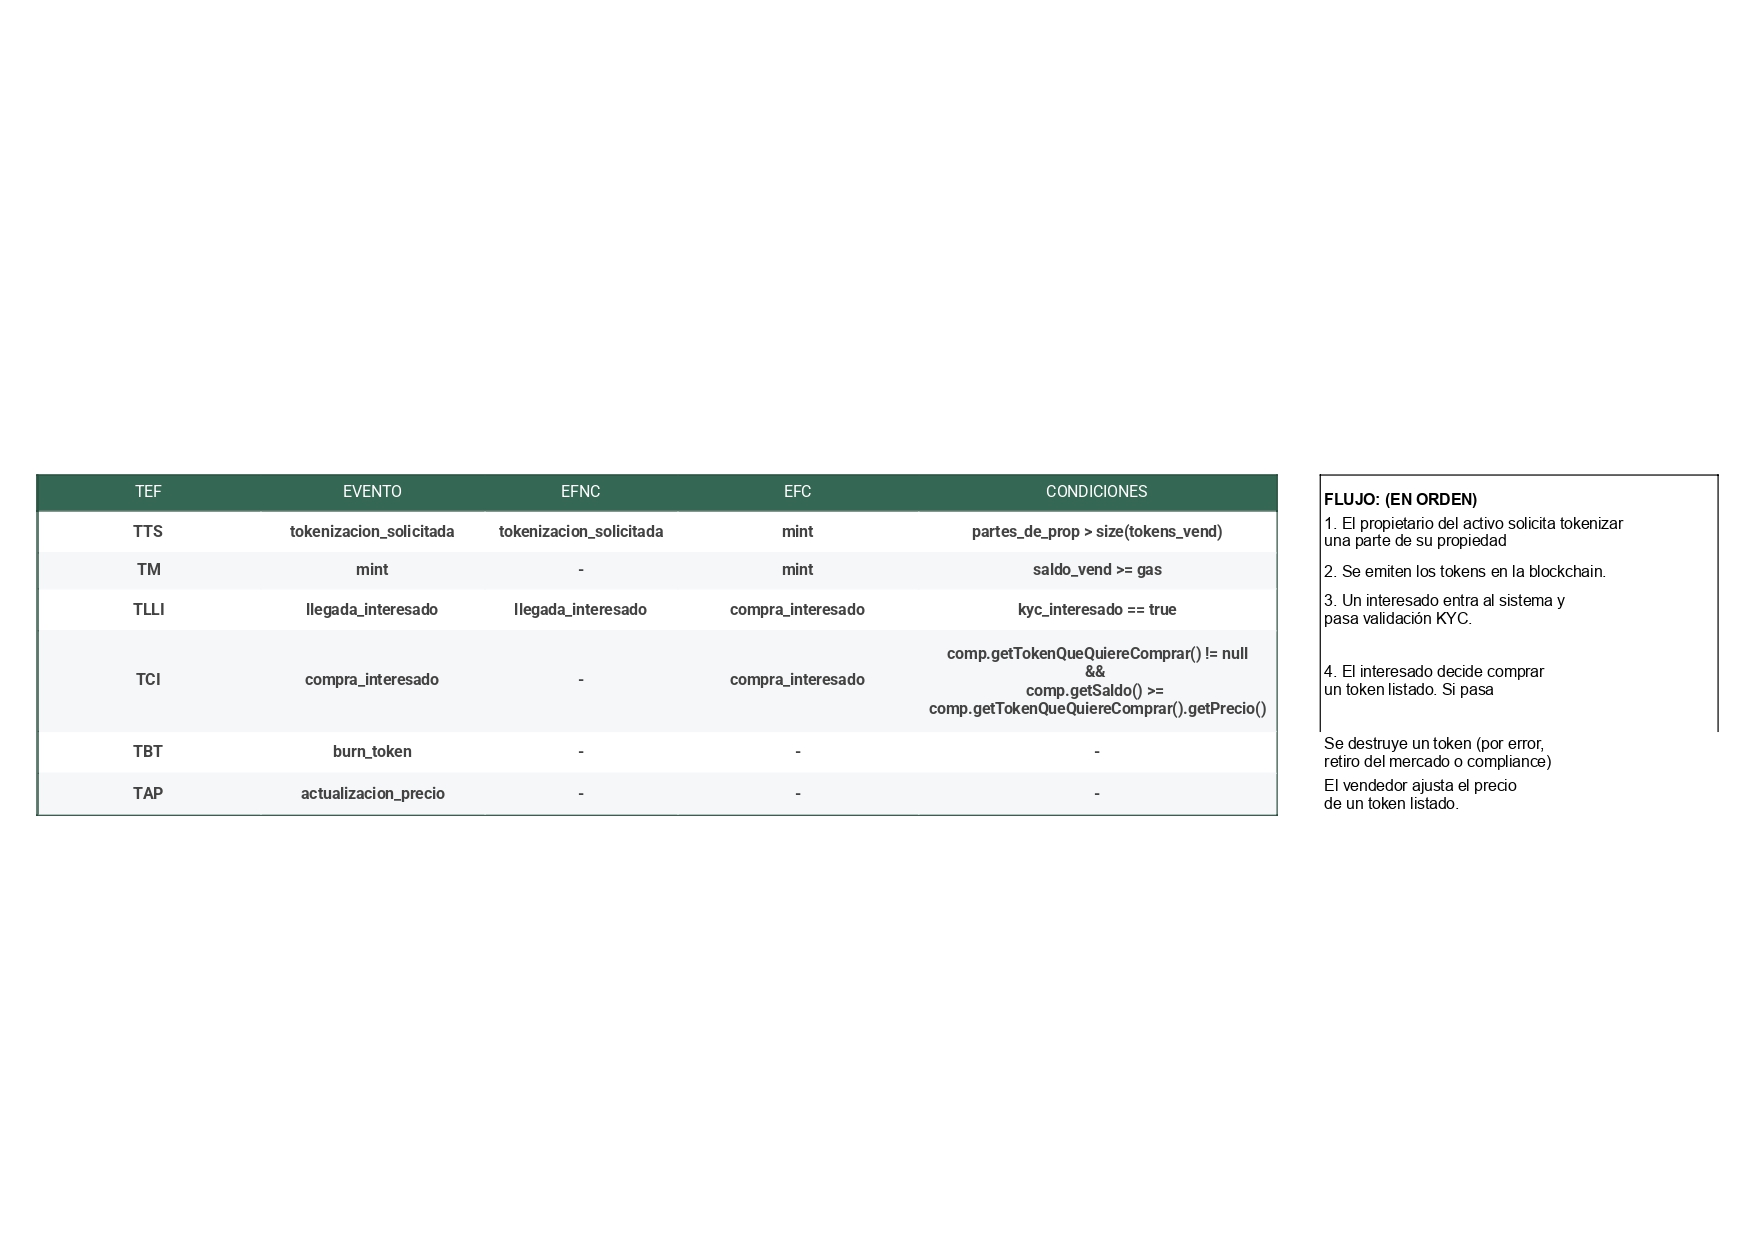 TEF EVENTO EFNC EFC CONDICIONES
TTS tokenizacion_solicitada tokenizacion_solicitada mint partes_de_prop > size(tokens_vend)
TM mint - mint saldo_vend >= gas
TLLI llegada_interesado llegada_interesado compra_interesado kyc_interesado == true
TCI compra_interesado - compra_interesado comp.getTokenQueQuiereComprar() != null
&&
comp.getSaldo() >=
comp.getTokenQueQuiereComprar().getPrecio()
TBT burn_token - - -
TAP actualizacion_precio - - -
FLUJO: (EN ORDEN)
1. El propietario del activo solicita tokenizar
una parte de su propiedad
2. Se emiten los tokens en la blockchain.
3. Un interesado entra al sistema y
pasa validación KYC.
4. El interesado decide comprar
un token listado. Si pasa
Se destruye un token (por error,
retiro del mercado o compliance)
El vendedor ajusta el precio
de un token listado.